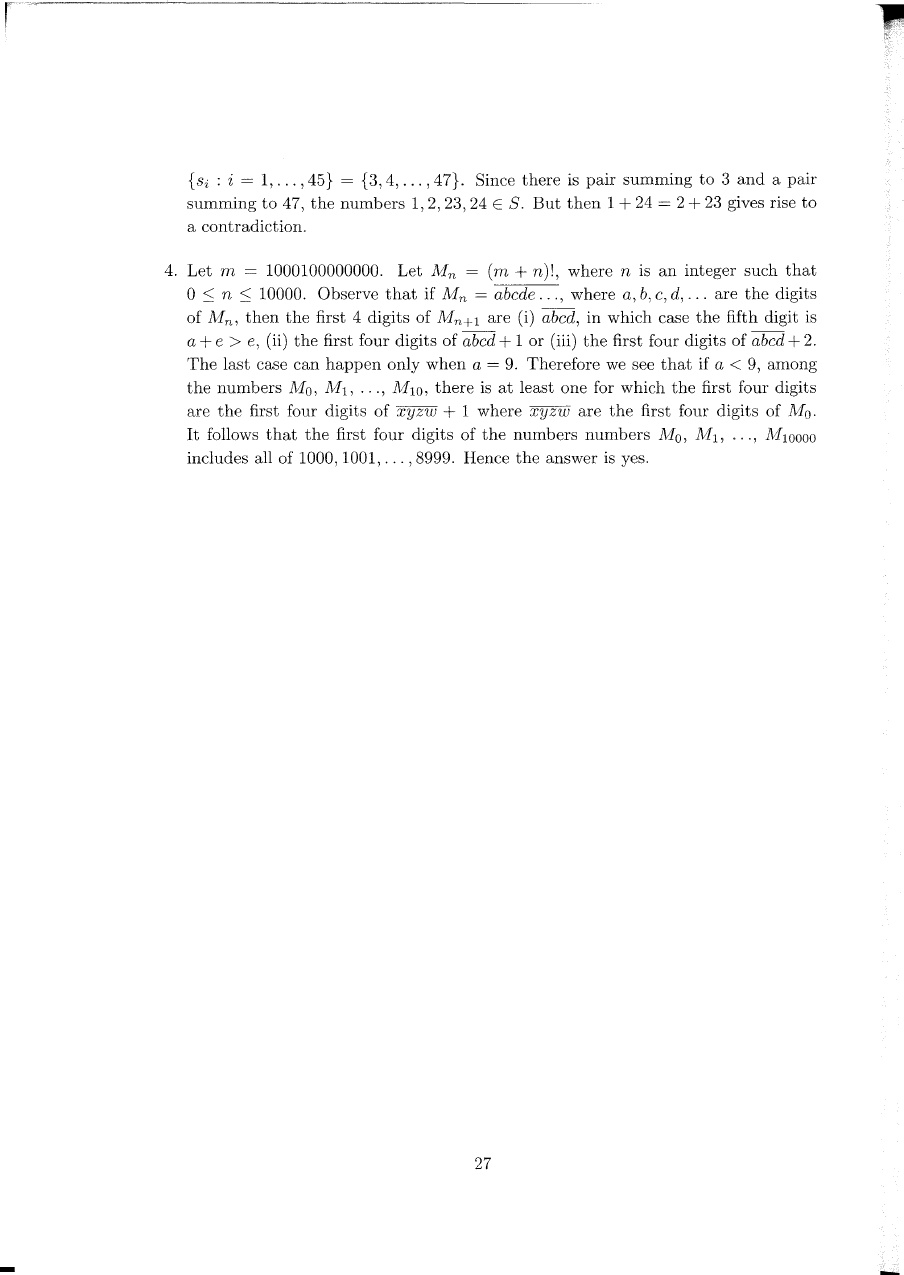 {s_i : i = 1, . . . , 45} = {3, 4, . . . , 47}. Since there is pair summing to 3 and a pair
summing to 47, the numbers 1, 2, 23, 24 ∈ S. But then 1 + 24 = 2 + 23 gives rise to
a contradiction.
4. Let m = 1000100000000. Let M_n = (m + n)!, where n is an integer such that
0 ≤ n ≤ 10000. Observe that if M_n = \overline{abcde . . .}, where a, b, c, d, . . . are the digits
of M_n, then the first 4 digits of M_{n+1} are (i) \overline{abcd}, in which case the fifth digit is
a + e > e, (ii) the first four digits of \overline{abcd} + 1 or (iii) the first four digits of \overline{abcd} + 2.
The last case can happen only when a = 9. Therefore we see that if a < 9, among
the numbers M_0, M_1, . . ., M_{10}, there is at least one for which the first four digits
are the first four digits of \overline{xyzw} + 1 where \overline{xyzw} are the first four digits of M_0.
It follows that the first four digits of the numbers numbers M_0, M_1, . . ., M_{10000}
includes all of 1000, 1001, . . . , 8999. Hence the answer is yes.
27